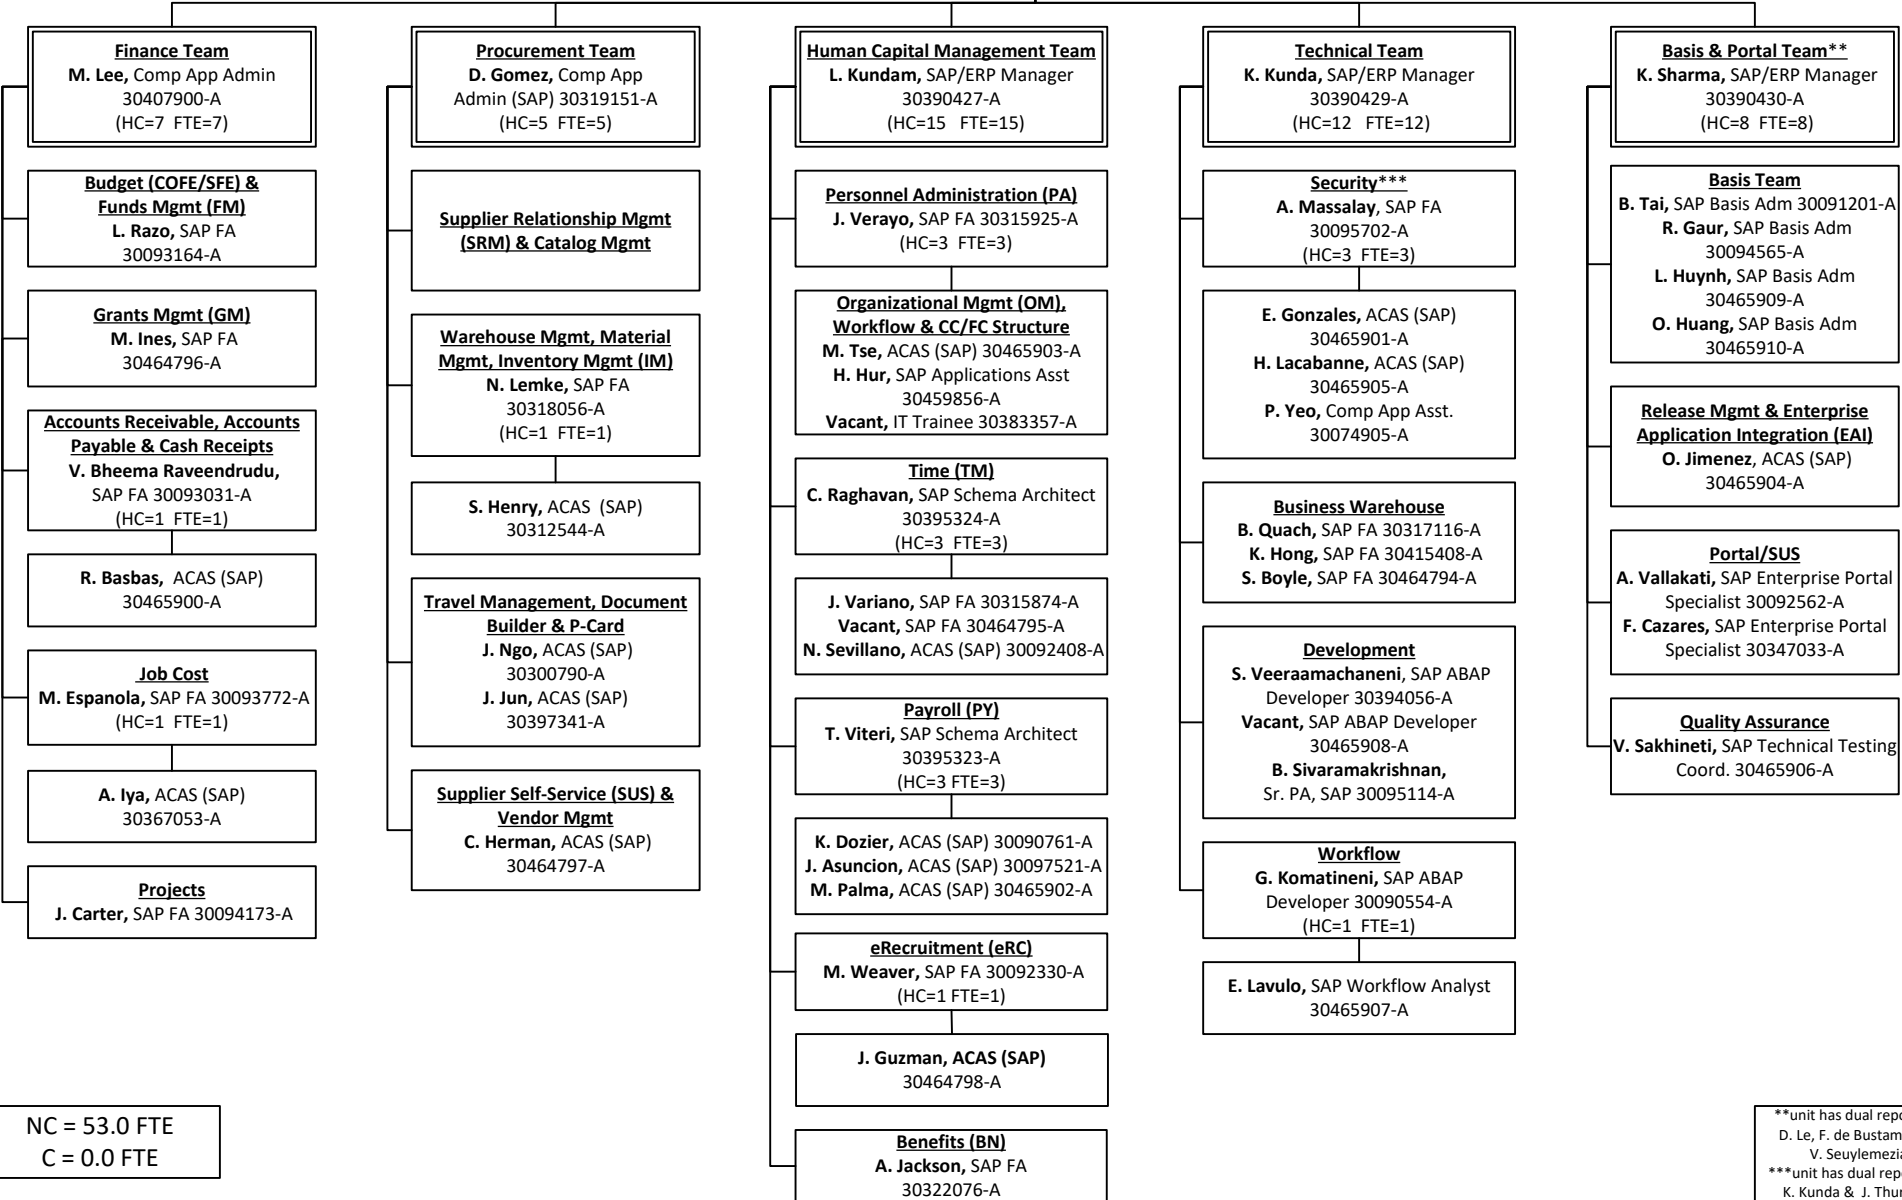 Finance Team
M. Lee, Comp App Admin
30407900-A
(HC=7 FTE=7)
Budget (COFE/SFE) &
Funds Mgmt (FM)
L. Razo, SAP FA
30093164-A
Grants Mgmt (GM)
M. Ines, SAP FA
30464796-A
Accounts Receivable, Accounts
Payable & Cash Receipts
V. Bheema Raveendrudu,
SAP FA 30093031-A
(HC=1 FTE=1)
R. Basbas, ACAS (SAP)
30465900-A
Job Cost
M. Espanola, SAP FA 30093772-A
(HC=1 FTE=1)
A. Iya, ACAS (SAP)
30367053-A
Projects
J. Carter, SAP FA 30094173-A
Procurement Team
D. Gomez, Comp App
Admin (SAP) 30319151-A
(HC=5 FTE=5)
Supplier Relationship Mgmt
(SRM) & Catalog Mgmt
Warehouse Mgmt, Material
Mgmt, Inventory Mgmt (IM)
N. Lemke, SAP FA
30318056-A
(HC=1 FTE=1)
S. Henry, ACAS (SAP)
30312544-A
Travel Management, Document
Builder & P-Card
J. Ngo, ACAS (SAP)
30300790-A
J. Jun, ACAS (SAP)
30397341-A
Supplier Self-Service (SUS) &
Vendor Mgmt
C. Herman, ACAS (SAP)
30464797-A
Human Capital Management Team
L. Kundam, SAP/ERP Manager
30390427-A
(HC=15 FTE=15)
Personnel Administration (PA)
J. Verayo, SAP FA 30315925-A
(HC=3 FTE=3)
Organizational Mgmt (OM),
Workflow & CC/FC Structure
M. Tse, ACAS (SAP) 30465903-A
H. Hur, SAP Applications Asst
30459856-A
Vacant, IT Trainee 30383357-A
Time (TM)
C. Raghavan, SAP Schema Architect
30395324-A
(HC=3 FTE=3)
J. Variano, SAP FA 30315874-A
Vacant, SAP FA 30464795-A
N. Sevillano, ACAS (SAP) 30092408-A
Payroll (PY)
T. Viteri, SAP Schema Architect
30395323-A
(HC=3 FTE=3)
K. Dozier, ACAS (SAP) 30090761-A
J. Asuncion, ACAS (SAP) 30097521-A
M. Palma, ACAS (SAP) 30465902-A
eRecruitment (eRC)
M. Weaver, SAP FA 30092330-A
(HC=1 FTE=1)
J. Guzman, ACAS (SAP)
30464798-A
Benefits (BN)
A. Jackson, SAP FA
30322076-A
Technical Team
K. Kunda, SAP/ERP Manager
30390429-A
(HC=12 FTE=12)
Security***
A. Massalay, SAP FA
30095702-A
(HC=3 FTE=3)
E. Gonzales, ACAS (SAP)
30465901-A
H. Lacabanne, ACAS (SAP)
30465905-A
P. Yeo, Comp App Asst.
30074905-A
Business Warehouse
B. Quach, SAP FA 30317116-A
K. Hong, SAP FA 30415408-A
S. Boyle, SAP FA 30464794-A
Development
S. Veeraamachaneni, SAP ABAP
Developer 30394056-A
Vacant, SAP ABAP Developer
30465908-A
B. Sivaramakrishnan,
Sr. PA, SAP 30095114-A
Workflow
G. Komatineni, SAP ABAP
Developer 30090554-A
(HC=1 FTE=1)
E. Lavulo, SAP Workflow Analyst
30465907-A
Basis & Portal Team**
K. Sharma, SAP/ERP Manager
30390430-A
(HC=8 FTE=8)
Basis Team
B. Tai, SAP Basis Adm 30091201-A
R. Gaur, SAP Basis Adm
30094565-A
L. Huynh, SAP Basis Adm
30465909-A
O. Huang, SAP Basis Adm
30465910-A
Release Mgmt & Enterprise
Application Integration (EAI)
O. Jimenez, ACAS (SAP)
30465904-A
Portal/SUS
A. Vallakati, SAP Enterprise Portal
Specialist 30092562-A
F. Cazares, SAP Enterprise Portal
Specialist 30347033-A
Quality Assurance
V. Sakhineti, SAP Technical Testing
Coord. 30465906-A
NC = 53.0 FTE
C = 0.0 FTE
**unit has dual
D. Le, F. de
V.
***unit has dual
K. Kunda & J.